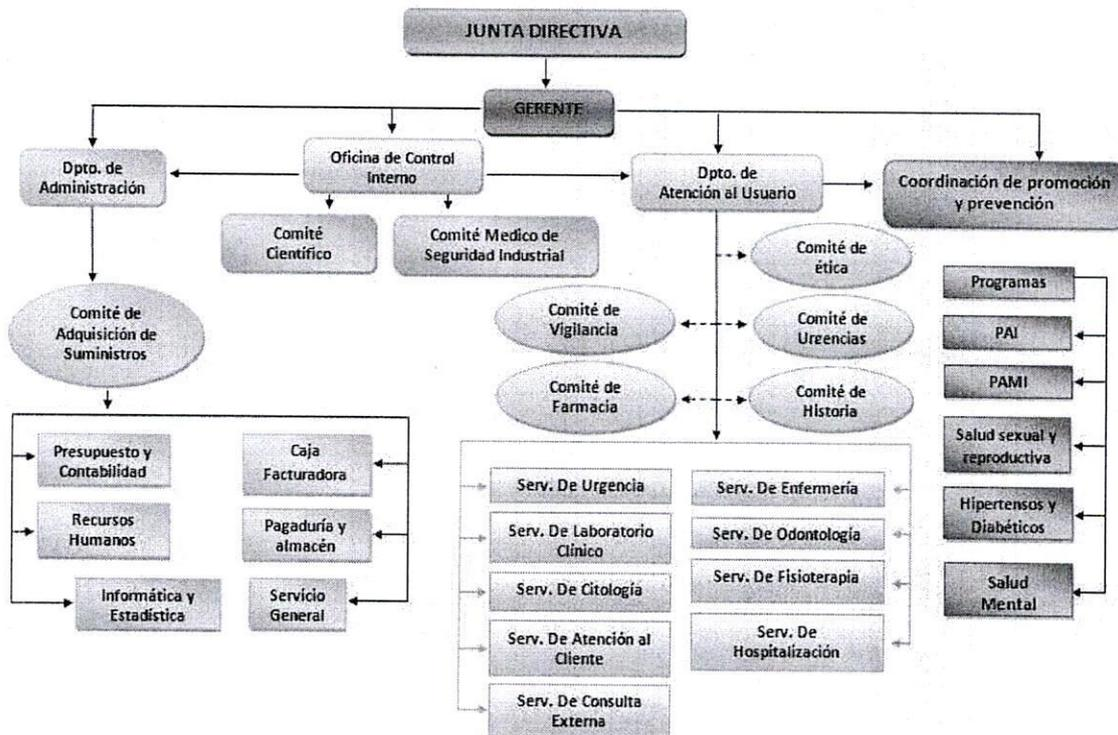 JUNTA DIRECTIVA
GERENTE
Dpto. de
Administración
Oficina de Control
Interno
Dpto. de
Atención al Usuario
Coordinación de promoción
y prevención
Comité
Científico
Comité Medico de
Seguridad Industrial
Comité de
ética
Comité de
Vigilancia
Comité de
Urgencias
Comité de
Farmacia
Comité de
Historia
Comité de
Adquisición de
Suministros
Presupuesto y
Contabilidad
Caja
Facturadora
Recursos
Humanos
Pagaduría y
almacén
Informática y
Estadística
Servicio
General
Serv. De Urgencia
Serv. De Laboratorio
Clínico
Serv. De Citología
Serv. De Atención al
Cliente
Serv. De Consulta
Externa
Serv. De Enfermería
Serv. De Odontología
Serv. De Fisioterapia
Serv. De
Hospitalización
Programas
PAI
PAMI
Salud sexual y
reproductiva
Hipertensos y
Diabéticos
Salud
Mental